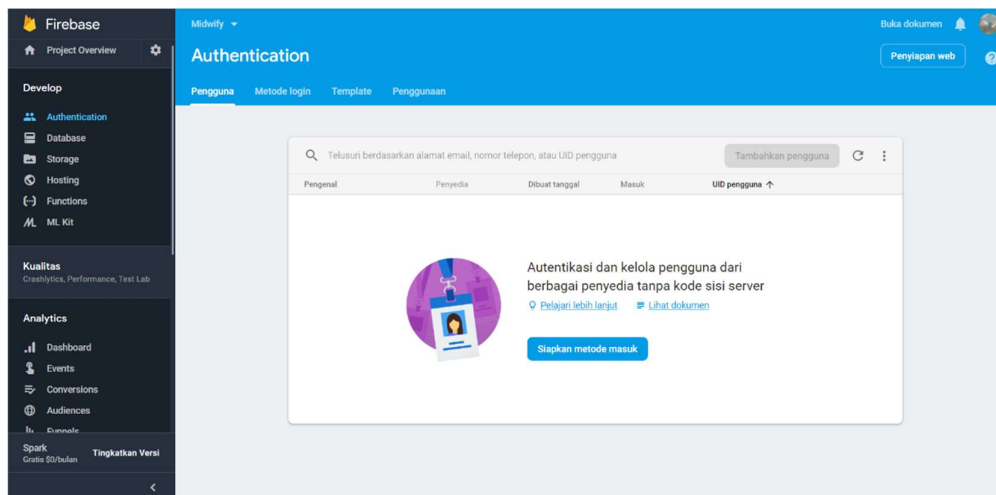 Firebase
Project Overview
Develop
Authentication
Database
Storage
Hosting
Functions
ML Kit
Kualitas
Crashlytics, Performance, Test Lab
Analytics
Dashboard
Events
Conversions
Audiences
Funnels
Spark
Gratis $0/bulan
Tingkatkan Versi
Midwify
Buka dokumen
Authentication
Penyiapan web
Pengguna Metode login Template Penggunaan
Telusuri berdasarkan alamat email, nomor telepon, atau UID pengguna
Tambahkan pengguna
Pengenal Penyedia Dibuat tanggal Masuk UID pengguna
Autentikasi dan kelola pengguna dari
berbagai penyedia tanpa kode sisi server
Pelajari lebih lanjut Lihat dokumen
Siapkan metode masuk